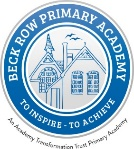 BECK ROW PRIMARY ACADEMY
TO INSPIRE - TO ACHIEVE
An Academy Transformation Trust Primary Academy